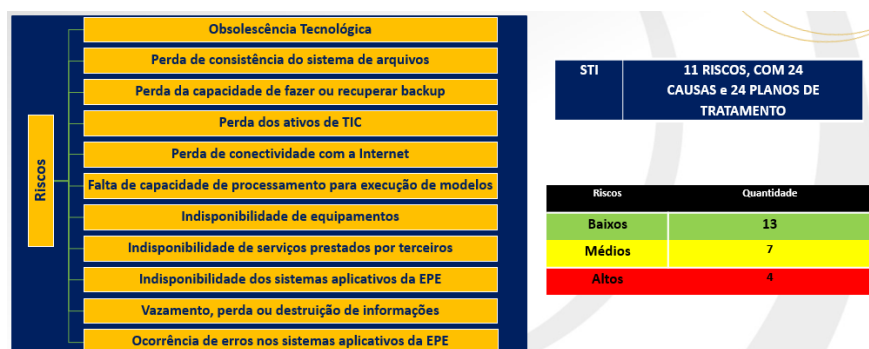 Riscos
Obsolescência Tecnológica
Perda de consistência do sistema de arquivos
Perda da capacidade de fazer ou recuperar backup
Perda dos ativos de TIC
Perda de conectividade com a Internet
Falta de capacidade de processamento para execução de modelos
Indisponibilidade de equipamentos
Indisponibilidade de serviços prestados por terceiros
Indisponibilidade dos sistemas aplicativos da EPE
Vazamento, perda ou destruição de informações
Ocorrência de erros nos sistemas aplicativos da EPE
STI
11 RISCOS, COM 24
CAUSAS e 24 PLANOS DE
TRATAMENTO
Riscos Quantidade
Baixos 13
Médios 7
Altos 4